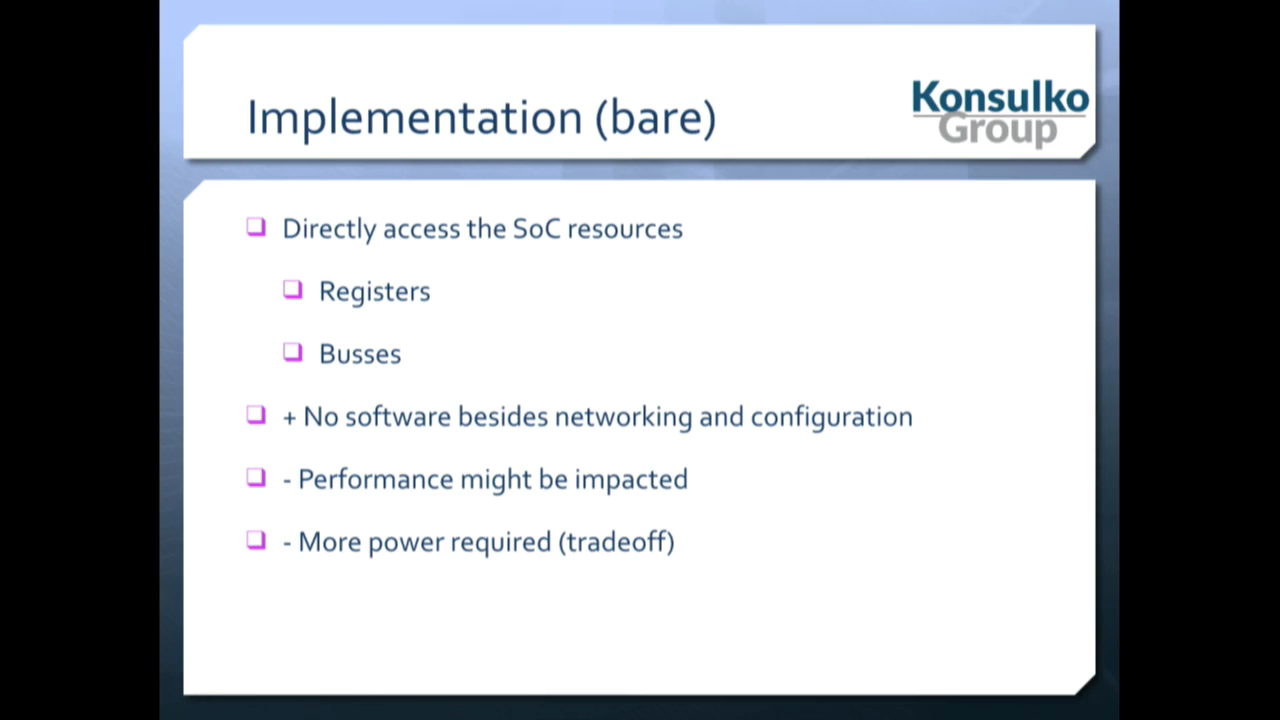 Implementation (bare)
Konsulko
Group
Directly access the SoC resources
Registers
Busses
+ No software besides networking and configuration
- Performance might be impacted
- More power required (tradeoff)